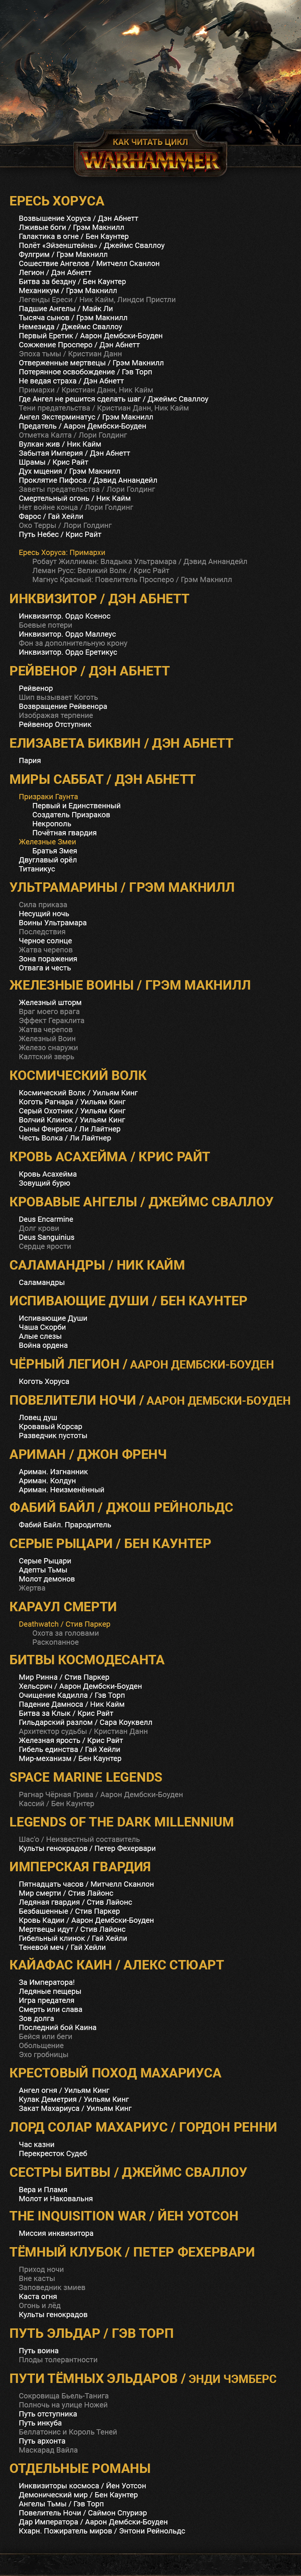 КАК ЧИТАТЬ ЦИКЛ
WARHAMMER
ЕРЕСЬ ХОРУСА
Возвышение Хоруса / Дэн Абнетт
Лживые боги / Грэм Макнилл
Галактика в огне / Бен Каунтер
Полёт «Эйзенштейна» / Джеймс Сваллоу
Фулгрим / Грэм Макнилл
Сошествие Ангелов / Митчелл Сканлон
Легион / Дэн Абнетт
Битва за бездну / Бен Каунтер
Механикум / Грэм Макнилл
Легенды Ереси / Ник Кайм, Линдси Пристли
Падшие Ангелы / Майк Ли
Тысяча сынов / Грэм Макнилл
Немезида / Джеймс Сваллоу
Первый Еретик / Аарон Дембски-Боуден
Сожжение Просперо / Дэн Абнетт
Эпоха тьмы / Кристиан Данн
Отверженные мертвецы / Грэм Макнилл
Потерянное освобождение / Гэв Торп
Не ведая страха / Дэн Абнетт
Примархи / Кристиан Данн, Ник Кайм
Где Ангел не решится сделать шаг / Джеймс Сваллоу
Тени предательства / Кристиан Данн, Ник Кайм
Ангел Экстерминатус / Грэм Макнилл
Предатель / Аарон Дембски-Боуден
Отметка Калта / Лори Голдинг
Вулкан жив / Ник Кайм
Забытая Империя / Дэн Абнетт
Шрамы / Крис Райт
Дух мщения / Грэм Макнилл
Проклятие Пифоса / Дэвид Аннандейл
Заветы предательства / Лори Голдинг
Смертельный огонь / Ник Кайм
Нет войне конца / Лори Голдинг
Фарос / Гай Хейли
Око Терры / Лори Голдинг
Путь Небес / Крис Райт
Ересь Хоруса: Примархи
Робаут Жиллиман: Владыка Ультрамара / Дэвид Аннандейл
Леман Русс: Великий Волк / Крис Райт
Магнус Красный: Повелитель Просперо / Грэм Макнилл
ИНКВИЗИТОР / ДЭН АБНЕТТ
Инквизитор. Ордо Ксенос
Боевые потери
Инквизитор. Ордо Маллеус
Фон за дополнительную крону
Инквизитор. Ордо Еретикус
РЕЙВЕНОР / ДЭН АБНЕТТ
Рейвенор
Шип вызывает Коготь
Возвращение Рейвенора
Изображая терпение
Рейвенор Отступник
ЕЛИЗАВЕТА БИКВИН / ДЭН АБНЕТТ
Пария
МИРЫ САББАТ / ДЭН АБНЕТТ
Призраки Гаунта
Первый и Единственный
Создатель Призраков
Некрополь
Почётная гвардия
Железные Змеи
Братья Змея
Двуглавый орёл
Титаникус
УЛЬТРАМАРИНЫ / ГРЭМ МАКНИЛЛ
Сила приказа
Несущий ночь
Воины Ультрамара
Последствия
Черное солнце
Жатва черепов
Зона поражения
Отвага и честь
ЖЕЛЕЗНЫЕ ВОИНЫ / ГРЭМ МАКНИЛЛ
Железный шторм
Враг моего врага
Эффект Гераклита
Жатва черепов
Железный Воин
Железо снаружи
Калтский зверь
КОСМИЧЕСКИЙ ВОЛК
Космический Волк / Уильям Кинг
Коготь Рагнара / Уильям Кинг
Серый Охотник / Уильям Кинг
Волчий Клинок / Уильям Кинг
Сыны Фенриса / Ли Лайтнер
Честь Волка / Ли Лайтнер
КРОВЬ АСАХЕЙМА / КРИС РАЙТ
Кровь Асахейма
Зовущий бурю
КРОВАВЫЕ АНГЕЛЫ / ДЖЕЙМС СВАЛЛОУ
Deus Encarmine
Долг крови
Deus Sanguinius
Сердце ярости
САЛАМАНДРЫ / НИК КАЙМ
Саламандры
ИСПИВАЮЩИЕ ДУШИ / БЕН КАУНТЕР
Испивающие Души
Чаша Скорби
Алые слезы
Война ордена
ЧЁРНЫЙ ЛЕГИОН / ААРОН ДЕМБСКИ-БОУДЕН
Коготь Хоруса
ПОВЕЛИТЕЛИ НОЧИ / ААРОН ДЕМБСКИ-БОУДЕН
Ловец душ
Кровавый Корсар
Разведчик пустоты
АРИМАН / ДЖОН ФРЕНЧ
Ариман. Изгнанник
Ариман. Колдун
Ариман. Неизменённый
ФАБИЙ БАЙЛ / ДЖОШ РЕЙНОЛЬДС
Фабий Байл. Прародитель
СЕРЫЕ РЫЦАРИ / БЕН КАУНТЕР
Серые Рыцари
Адепты Тьмы
Молот демонов
Жертва
КАРАУЛ СМЕРТИ
Deathwatch / Стив Паркер
Охота за головами
Раскопанное
БИТВЫ КОСМОДЕСАНТА
Мир Ринна / Стив Паркер
Хельсрич / Аарон Дембски-Боуден
Очищение Кадилла / Гэв Торп
Падение Дамноса / Ник Кайм
Битва за Клык / Крис Райт
Гильдарский разлом / Сара Коуквелл
Архитектор судьбы / Кристиан Данн
Железная ярость / Крис Райт
Гибель единства / Гай Хейли
Мир-механизм / Бен Каунтер
SPACE MARINE LEGENDS
Рагнар Чёрная Грива / Аарон Дембски-Боуден
Кассий / Бен Каунтер
LEGENDS OF THE DARK MILLENNIUM
Шас'о / Неизвестный составитель
Культы генокрадов / Петер Фехервари
ИМПЕРСКАЯ ГВАРДИЯ
Пятнадцать часов / Митчелл Сканлон
Мир смерти / Стив Лайонс
Ледяная гвардия / Стив Лайонс
Безбашенные / Стив Паркер
Кровь Кадии / Аарон Дембски-Боуден
Мертвецы идут / Стив Лайонс
Гибельный клинок / Гай Хейли
Теневой меч / Гай Хейли
КАЙАФАС КАИН / АЛЕКС СТЮАРТ
За Императора!
Ледяные пещеры
Игра предателя
Смерть или слава
Зов долга
Последний бой Каина
Бейся или беги
Обольщение
Эхо гробницы
КРЕСТОВЫЙ ПОХОД МАХАРИУСА
Ангел огня / Уильям Кинг
Кулак Деметрия / Уильям Кинг
Закат Махариуса / Уильям Кинг
ЛОРД СОЛАР МАХАРИУС / ГОРДОН РЕННИ
Час казни
Перекресток Судеб
СЕСТРЫ БИТВЫ / ДЖЕЙМС СВАЛЛОУ
Вера и Пламя
Молот и Наковальня
THE INQUISITION WAR / ЙЕН УОТСОН
Миссия инквизитора
ТЁМНЫЙ КЛУБОК / ПЕТЕР ФЕХЕРВАРИ
Приход ночи
Вне касты
Заповедник змиев
Каста огня
Огонь и лёд
Культы генокрадов
ПУТЬ ЭЛЬДАР / ГЭВ ТОРП
Путь воина
Плоды толерантности
ПУТИ ТЁМНЫХ ЭЛЬДАРОВ / ЭНДИ ЧЭМБЕРС
Сокровища Бьель-Танига
Полночь на улице Ножей
Путь отступника
Путь инкуба
Беллатонис и Король Теней
Путь архонта
Маскарад Вайла
ОТДЕЛЬНЫЕ РОМАНЫ
Инквизиторы космоса / Йен Уотсон
Демонический мир / Бен Каунтер
Ангелы Тьмы / Гэв Торп
Повелитель Ночи / Саймон Спуриэр
Дар Императора / Аарон Дембски-Боуден
Кхарн. Пожиратель миров / Энтони Рейнольдс